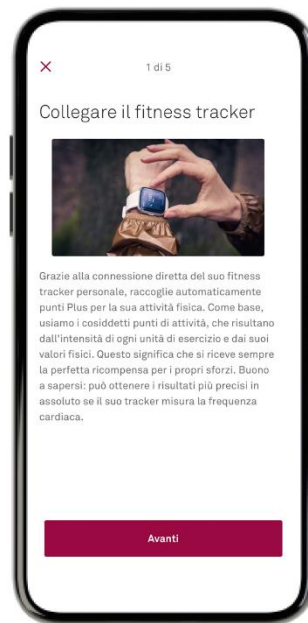 1 di 5
Collegare il fitness tracker
Grazie alla connessione diretta del suo fitness
tracker personale, raccoglie automaticamente
punti Plus per la sua attività fisica. Come base,
usiamo i cosiddetti punti di attività, che risultano
dall'intensità di ogni unità di esercizio e dai suoi
valori fisici. Questo significa che si riceve sempre
la perfetta ricompensa per i propri sforzi. Buono
a sapersi: può ottenere i risultati più precisi in
assoluto se il suo tracker misura la frequenza
cardiaca.
Avanti